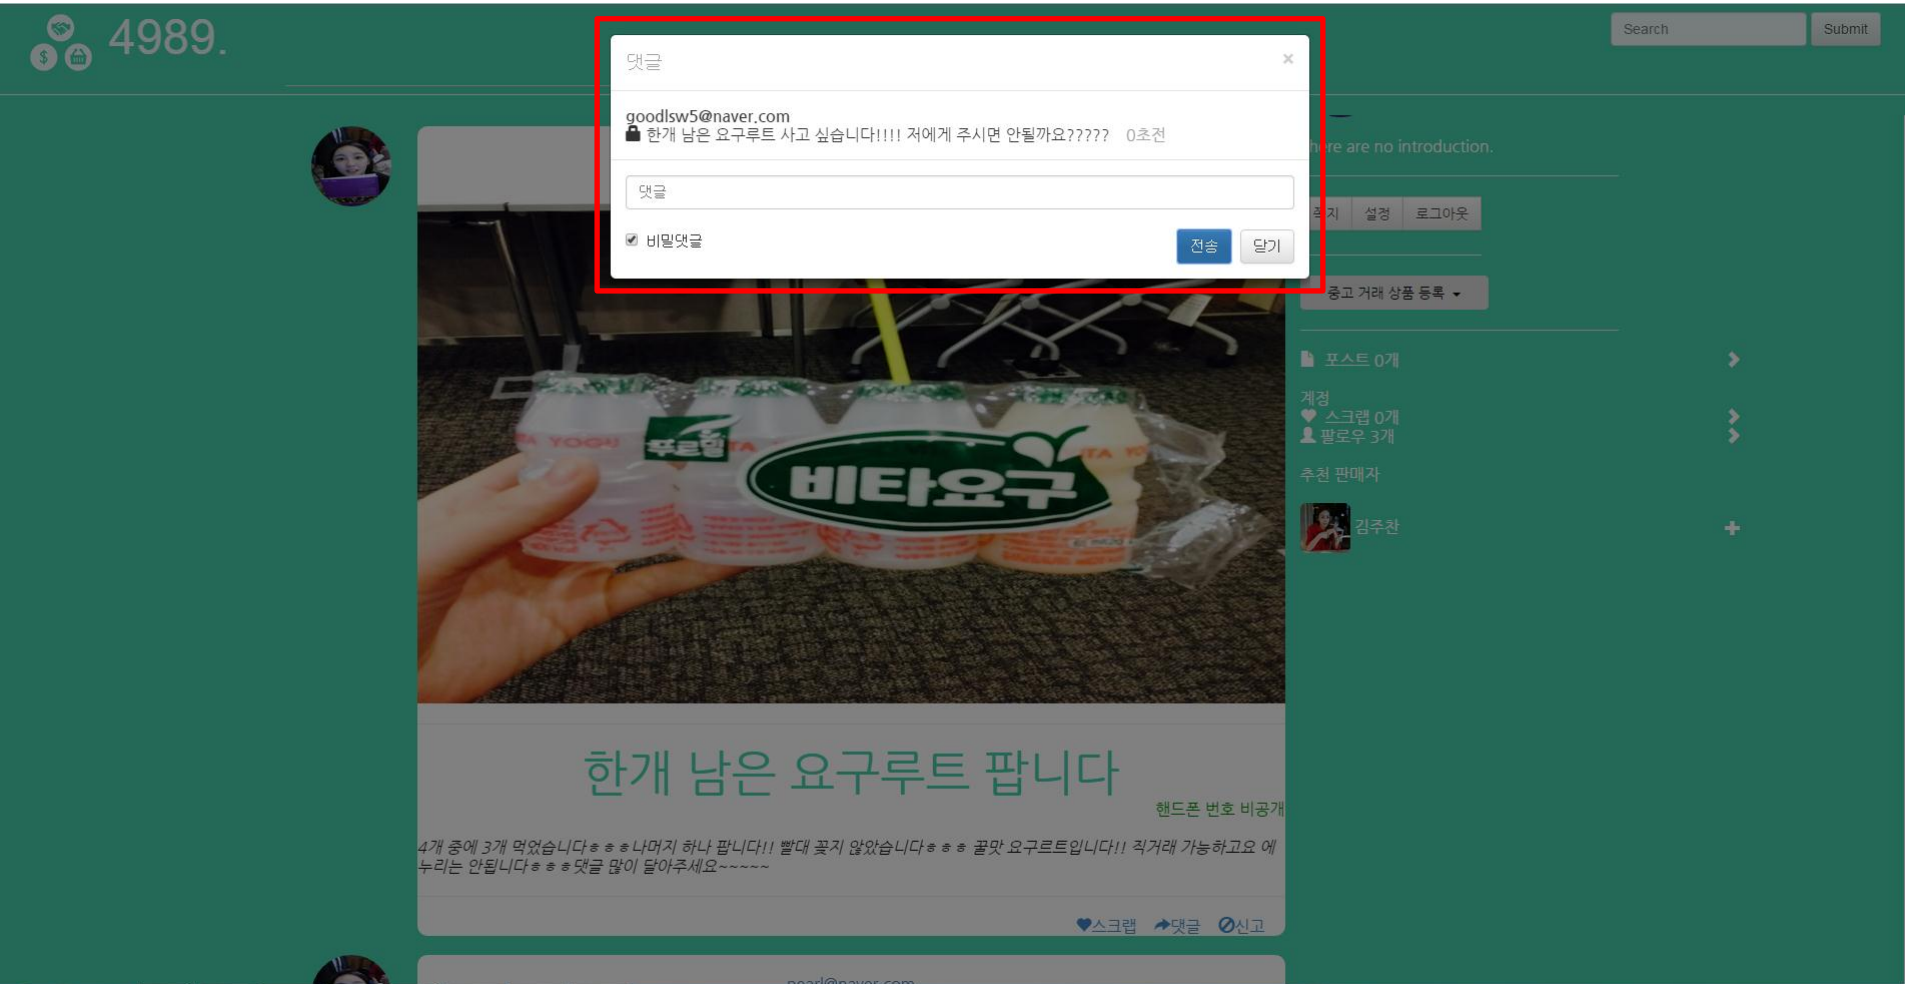 4989.
Search
Submit
댓글
×
goodlsw5@naver.com
한개 남은 요구루트 사고 싶습니다!!!! 저에게 주시면 안될까요????? 0초전
댓글
비밀댓글
전송
닫기
here are no introduction.
설정
로그아웃
중고 거래 상품 등록
포스트 0개
계정
스크랩 0개
팔로우 3개
추천 판매자
김주찬
푸르밀
비타요구
한개 남은 요구루트 팝니다
핸드폰 번호 비공개
4개 중에 3개 먹었습니다ㅎㅎㅎ나머지 하나 팝니다!! 빨대 꽂지 않았습니다ㅎㅎㅎ 꿀맛 요구르트입니다!! 직거래 가능하고요 에
누리는 안됩니다ㅎㅎㅎ댓글 많이 달아주세요~~~~~
스크랩 댓글 신고
pearl@naver.com